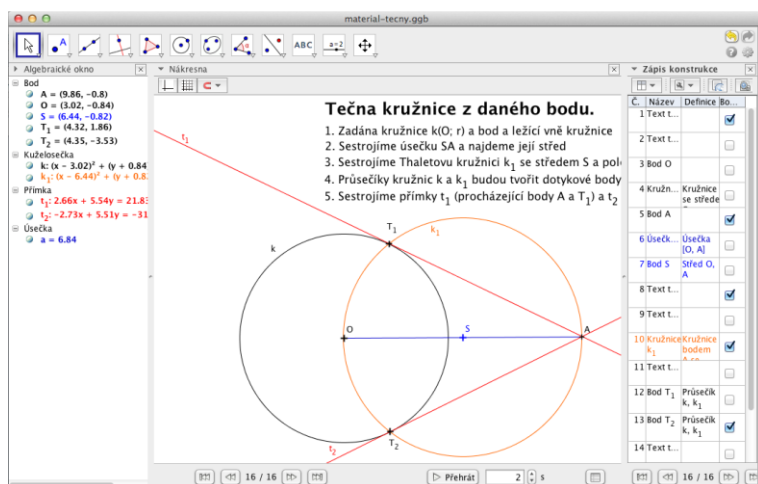 material-tecny.ggb
ABC
a=2
Algebraické okno
Nákresna
Zápis konstrukce
Bod
A = (9.86, -0.8)
O = (3.02, -0.84)
S = (6.44, -0.82)
T1 = (4.32, 1.86)
T2 = (4.35, -3.53)
Kuželosečka
k: (x - 3.02)² + (y + 0.84
k1: (x - 6.44)² + (y + 0.8
Přímka
t1: 2.66x + 5.54y = 21.83
t2: -2.73x + 5.51y = -31
Úsečka
a = 6.84
Tečna kružnice z daného bodu.
1. Zadána kružnice k(O; r) a bod a ležící vně kružnice
2. Sestrojíme úsečku SA a najdeme její střed
3. Sestrojíme Thaletovu kružnici k1 se středem S a pol
4. Průsečíky kružnic k a k1 budou tvořit dotykové body
5. Sestrojíme přímky t1 (procházející body A a T1) a t2
t1
T1
k1
k
O
S
A
t2
T2
Č. Název Definice Bo...
1 Text t...
2 Text t...
3 Bod O
4 Kružn... Kružnice
se střede
5 Bod A
6 Úsečk... Úsečka
[O, A]
7 Bod S Střed O,
A
8 Text t...
9 Text t...
10 Kružnice Kružnice
k1 bodem
11 Text t...
12 Bod T1 Průsečík
k, k1
13 Bod T2 Průsečík
k, k1
14 Text t...
16 / 16
Přehrát
2 s
16 / 16